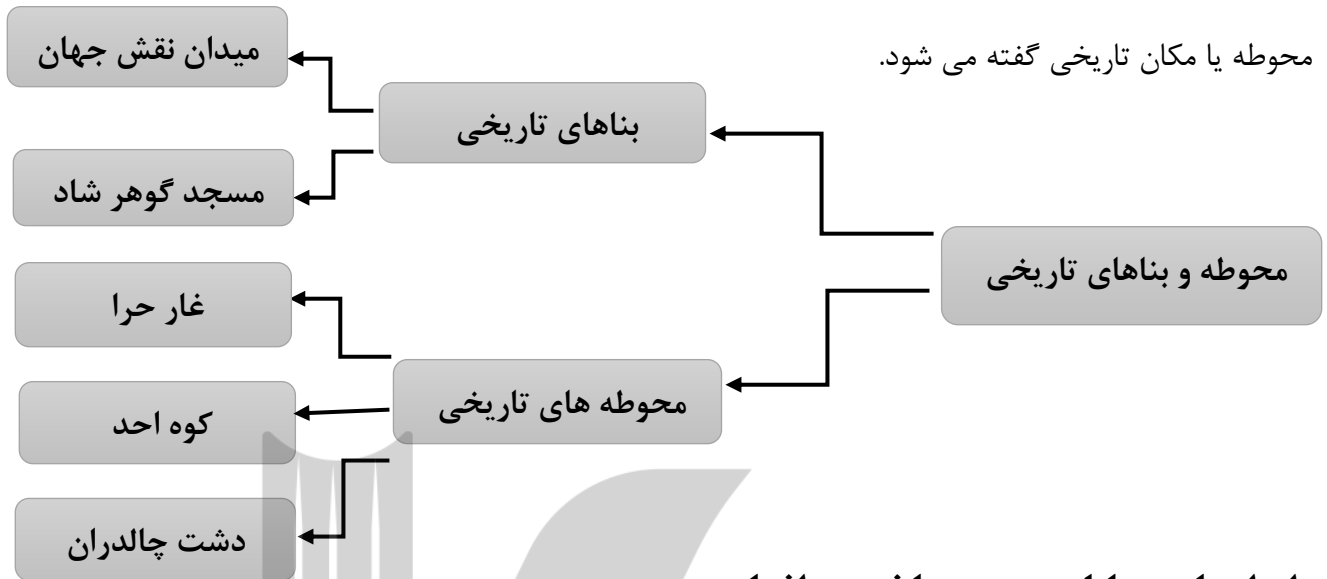 محوطه یا مکان تاریخی گفته می شود.
محوطه و بناهای تاریخی
بناهای تاریخی
میدان نقش جهان
مسجد گوهر شاد
محوطه های تاریخی
غار حرا
کوه احد
دشت چالدران